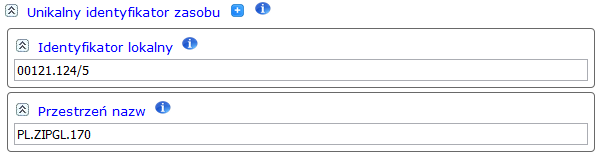 Unikalny identyfikator zasobu
Identyfikator lokalny
00121.124/5
Przestrzeń nazw
PL.ZIPGL.170